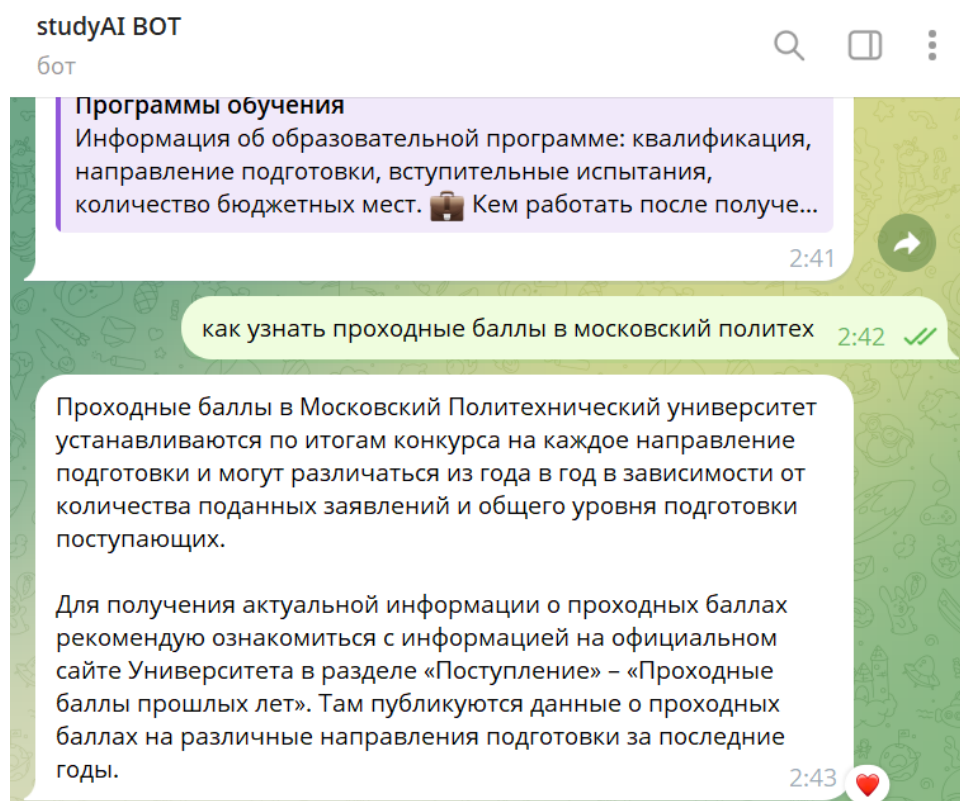 studyAI BOT
бот
Программы обучения
Информация об образовательной программе: квалификация,
направление подготовки, вступительные испытания,
количество бюджетных мест. 💼 Кем работать после получе...
2:41
как узнать проходные баллы в московский политех
2:42
Проходные баллы в Московский Политехнический университет
устанавливаются по итогам конкурса на каждое направление
подготовки и могут различаться из года в год в зависимости от
количества поданных заявлений и общего уровня подготовки
поступающих.
Для получения актуальной информации о проходных баллах
рекомендую ознакомиться с информацией на официальном
сайте Университета в разделе «Поступление» – «Проходные
баллы прошлых лет». Там публикуются данные о проходных
баллах на различные направления подготовки за последние
годы.
2:43